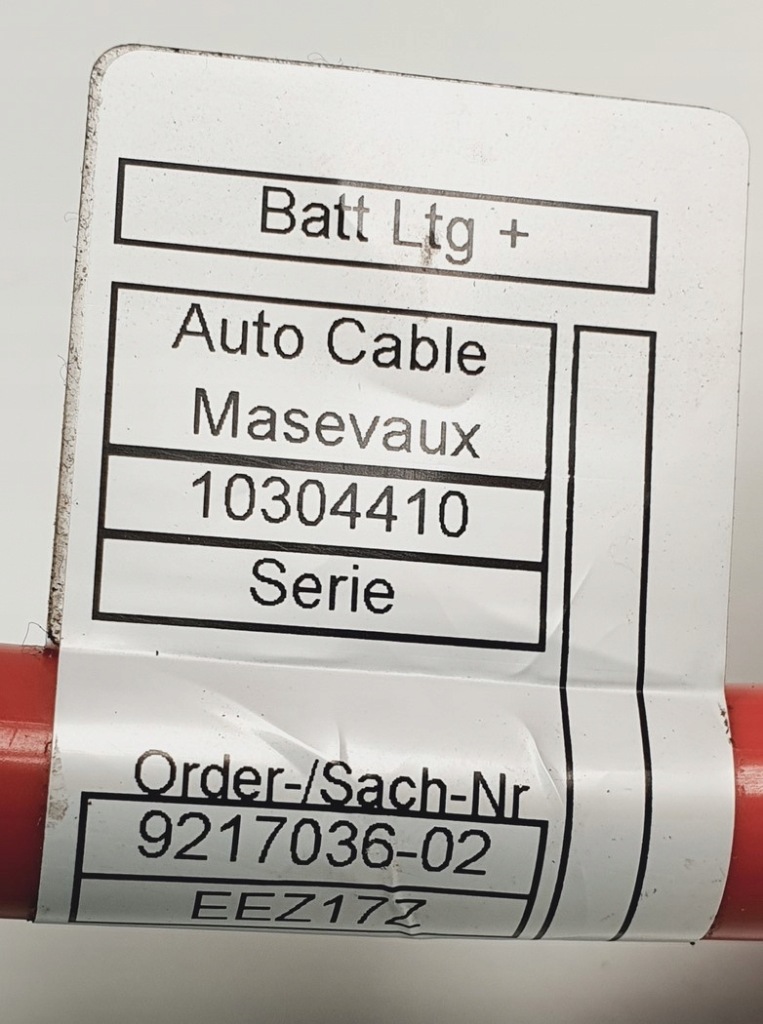 Batt Ltg +
Auto Cable
Masevaux
10304410
Serie
Order-/Sach-Nr
9217036-02
EEZ17Z